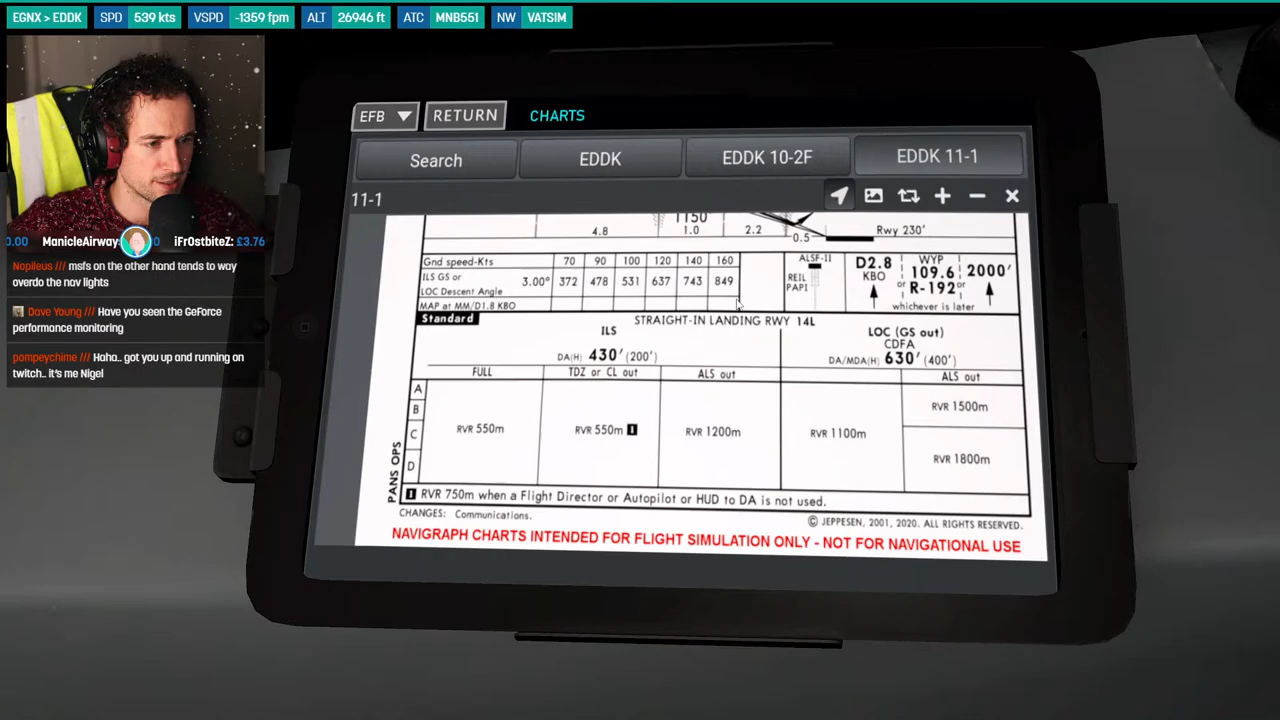 EGNX > EDDK SPD 539 kts VSPD -1359 fpm ALT 26946 ft ATC MNB551 NW VATSIM
EFB RETURN CHARTS
Search EDDK EDDK 10-2F EDDK 11-1
11-1
1150'
4.8 1.0 2.2 0.5 Rwy 230'
Gnd speed-Kts 70 90 100 120 140 160
ILS GS or
LOC Descent Angle 3.00° 372 478 531 637 743 849
MAP at MM/D1.8 KBO
ALSF-II
REIL
PAPI
D2.8
KBO
or
WYP
109.6
R-192
or
2000'
whichever is later
Standard STRAIGHT-IN LANDING RWY 14L
ILS
DA(H) 430' (200')
LOC (GS out)
CDFA
DA/MDA(H) 630' (400')
FULL TDZ or CL out ALS out ALS out
A
B
C
D
RVR 550m RVR 550m 1 RVR 1200m RVR 1100m
RVR 1500m
RVR 1800m
PANS OPS
1 RVR 750m when a Flight Director or Autopilot or HUD to DA is not used.
CHANGES: Communications.
© JEPPESEN, 2001, 2020. ALL RIGHTS RESERVED.
NAVIGRAPH CHARTS INTENDED FOR FLIGHT SIMULATION ONLY - NOT FOR NAVIGATIONAL USE
0.00 ManicleAirway: 0 iFr0stbiteZ: £3.76
Nopileus /// msfs on the other hand tends to way
overdo the nav lights
Dave Young /// Have you seen the GeForce
performance monitoring
pompeychime /// Haha.. got you up and running on
twitch.. it's me Nigel